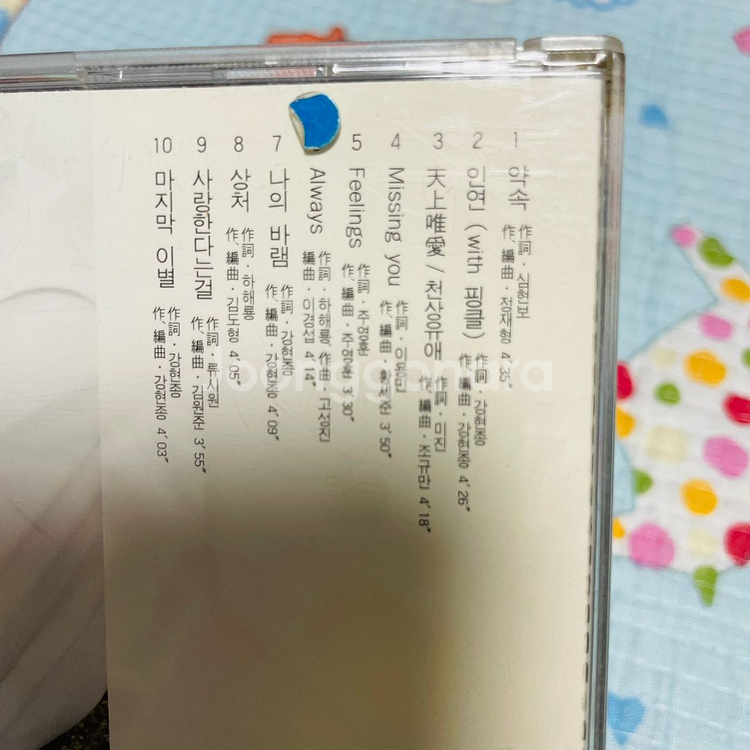 1 약속 作詞·심현보
作, 編曲·정재형 4'35"
2 인연 (with 핑클) 作詞·강현종
作, 編曲·강현종 4'26"
3 天上唯愛 / 천상유애 作詞·미진
作, 編曲·조규만 4'18"
4 Missing you 作詞·이용민
作, 編曲·황세준 3'50"
5 Feelings 作詞·주영훈
作, 編曲·주영훈 3'30"
Always 作詞·하해룡, 作曲·고성진
編曲·이경섭 4'14"
7 나의 바램 作詞·강현종
作, 編曲·강현종 4'09"
8 상처 作詞·하해룡
作, 編曲·김도형 4'05"
9 사랑한다는걸 作詞·류시원
作, 編曲·김원준 3'55"
10 마지막 이별 作詞·강현종
作, 編曲·강현종 4'03"